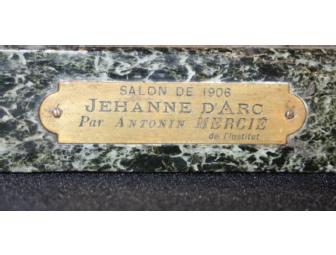 SALON DE 1906
JEHANNE D'ARC
Par ANTONIN MERCIÉ
de l'Institut